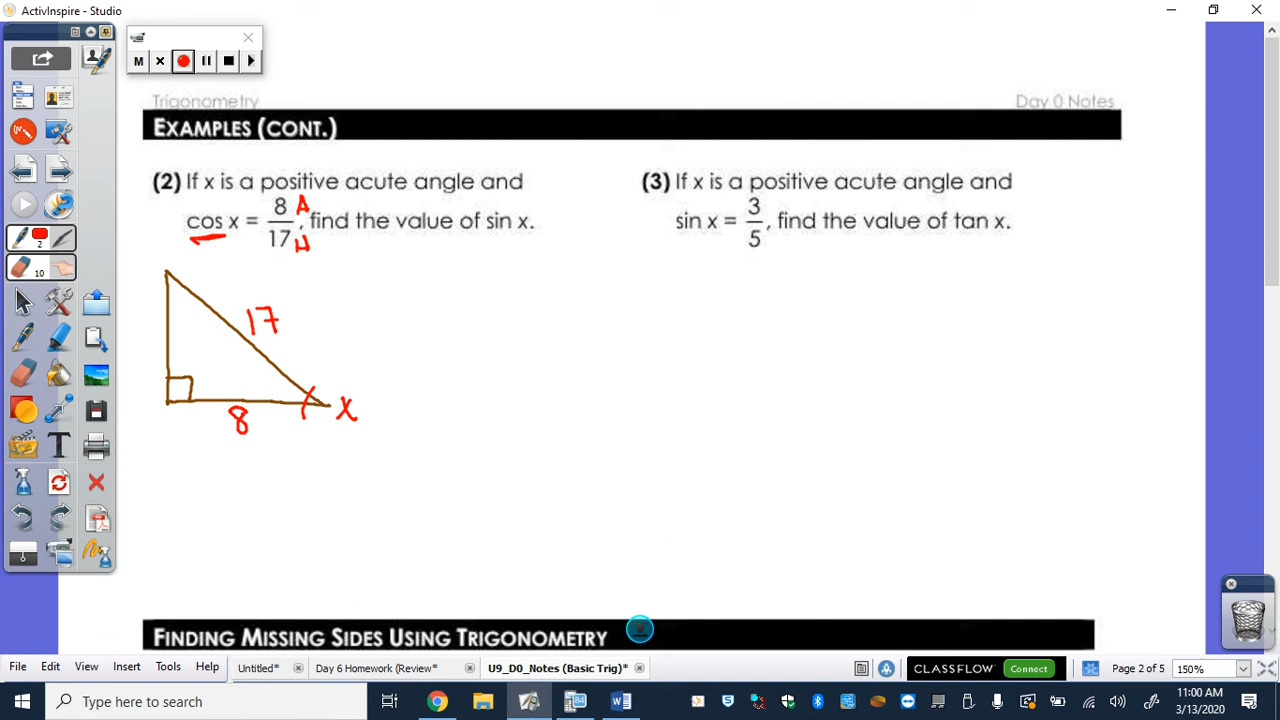 ActivInspire - Studio
M
Trigonometry
Day 0 Notes
EXAMPLES (CONT.)
(2) If x is a positive acute angle and
cos x = 8/17, find the value of sin x.
A
H
17
8
x
(3) If x is a positive acute angle and
sin x = 3/5, find the value of tan x.
2
10
FINDING MISSING SIDES USING TRIGONOMETRY
File Edit View Insert Tools Help
Untitled*
Day 6 Homework (Review*
U9_D0_Notes (Basic Trig)*
CLASSFLOW Connect
Page 2 of 5
150%
Type here to search
11:00 AM
3/13/2020